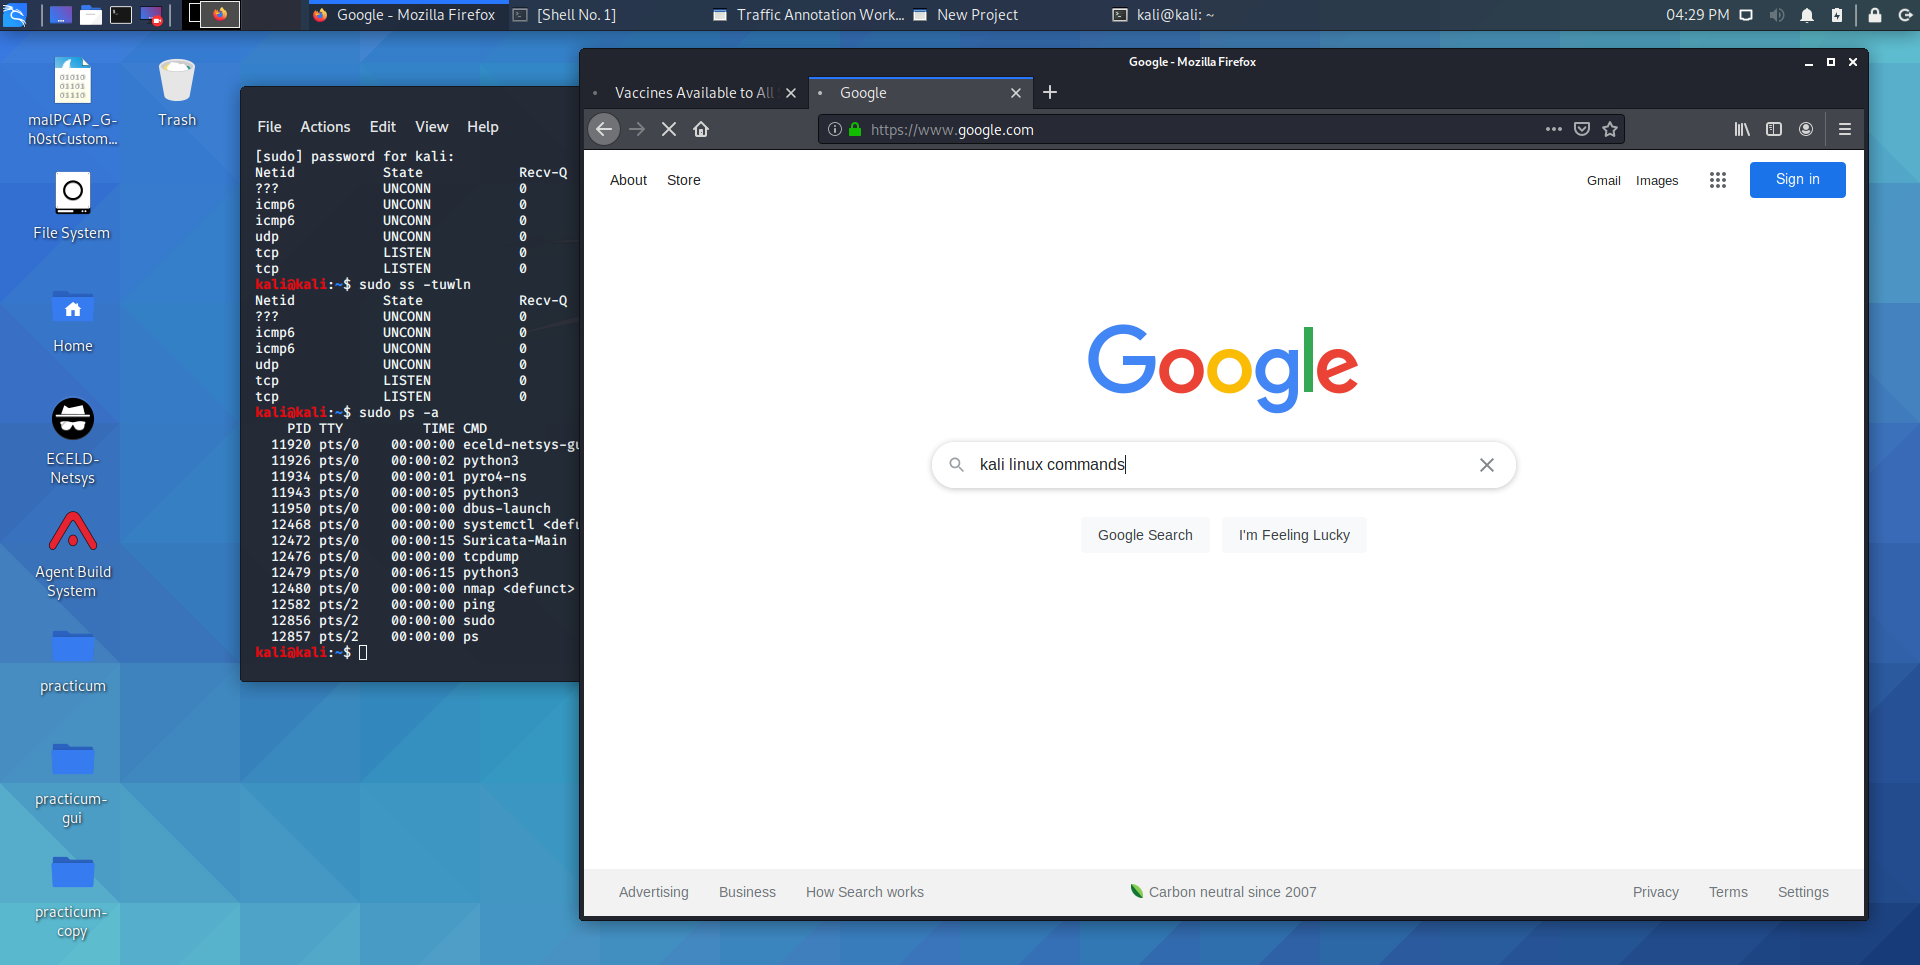 Google - Mozilla Firefox
[Shell No. 1]
Traffic Annotation Work...
New Project
kali@kali: ~
04:29 PM
malPCAP_G-
h0stCustom...
Trash
File System
Home
ECELD-
Netsys
Agent Build
System
practicum
practicum-
gui
practicum-
copy
File Actions Edit View Help
[sudo] password for kali:
Netid State Recv-Q
??? UNCONN 0
icmp6 UNCONN 0
icmp6 UNCONN 0
udp UNCONN 0
tcp LISTEN 0
tcp LISTEN 0
kali@kali:~$ sudo ss -tuwln
Netid State Recv-Q
??? UNCONN 0
icmp6 UNCONN 0
icmp6 UNCONN 0
udp UNCONN 0
tcp LISTEN 0
tcp LISTEN 0
kali@kali:~$ sudo ps -a
PID TTY TIME CMD
11920 pts/0 00:00:00 eceld-netsys-gu
11926 pts/0 00:00:02 python3
11934 pts/0 00:00:01 pyro4-ns
11943 pts/0 00:00:05 python3
11950 pts/0 00:00:00 dbus-launch
12468 pts/0 00:00:00 systemctl <defu
12472 pts/0 00:00:15 Suricata-Main
12476 pts/0 00:00:00 tcpdump
12479 pts/0 00:06:15 python3
12480 pts/0 00:00:00 nmap <defunct>
12582 pts/2 00:00:00 ping
12856 pts/2 00:00:00 sudo
12857 pts/2 00:00:00 ps
kali@kali:~$
Google - Mozilla Firefox
Vaccines Available to All
Google
https://www.google.com
About Store
Gmail Images
Sign in
Google
kali linux commands
Google Search
I'm Feeling Lucky
Advertising Business How Search works
Carbon neutral since 2007
Privacy Terms Settings